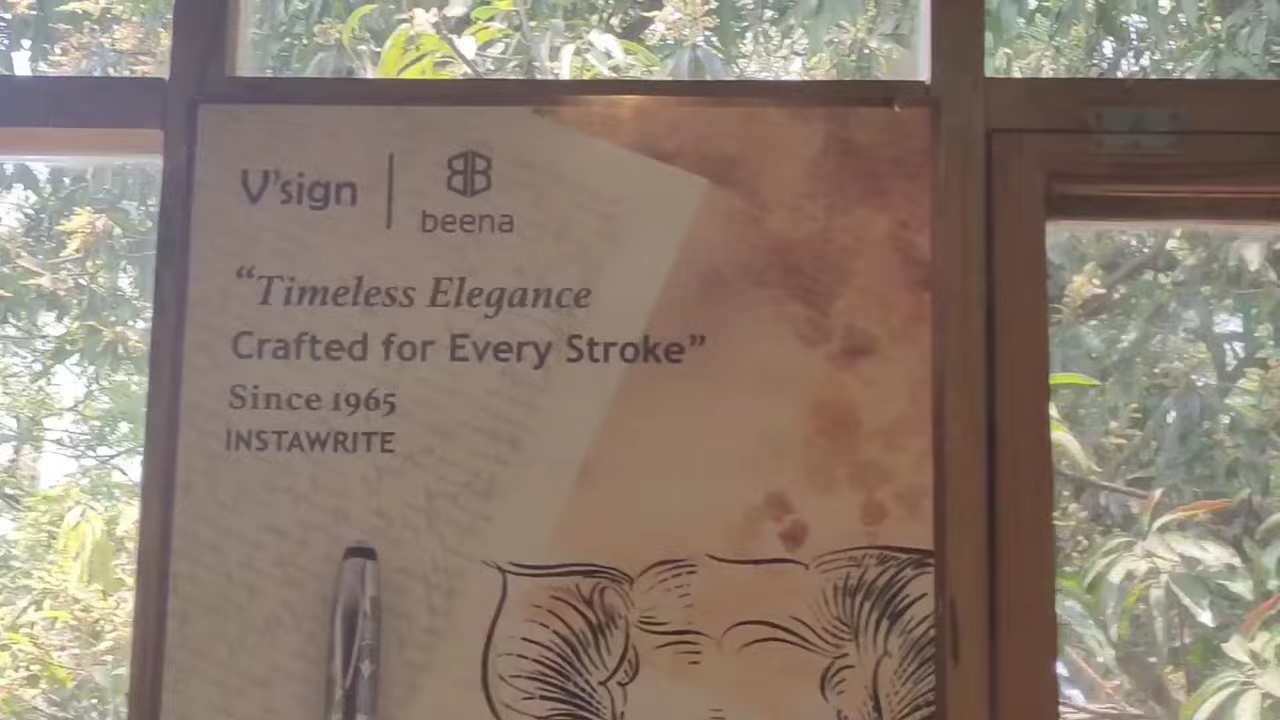 V'sign
beena
“Timeless Elegance
Crafted for Every Stroke”
Since 1965
INSTAWRITE